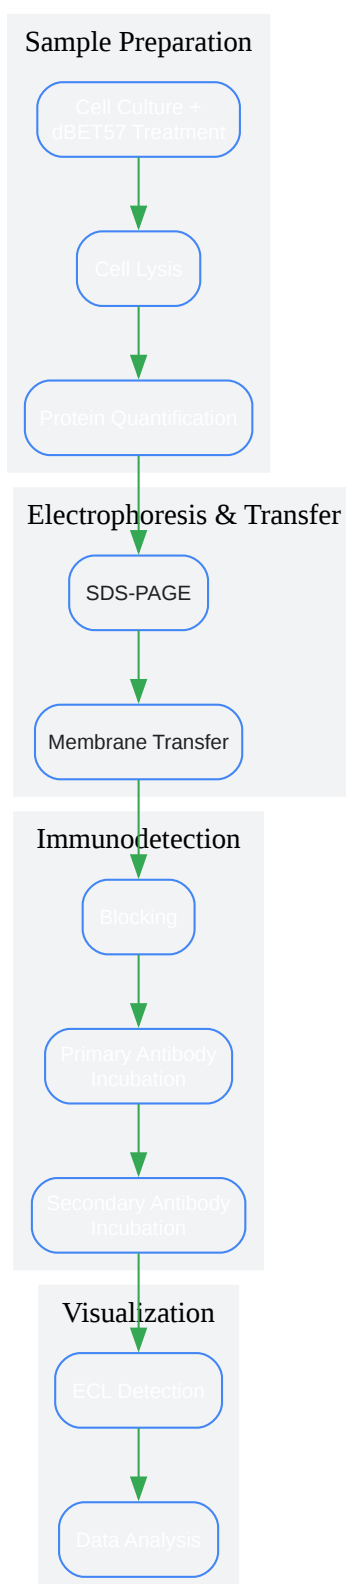 Sample Preparation
Cell Culture +
dBET57 Treatment
Cell Lysis
Protein Quantification
Electrophoresis & Transfer
SDS-PAGE
Membrane Transfer
Immunodetection
Blocking
Primary Antibody
Incubation
Secondary Antibody
Incubation
Visualization
ECL Detection
Data Analysis